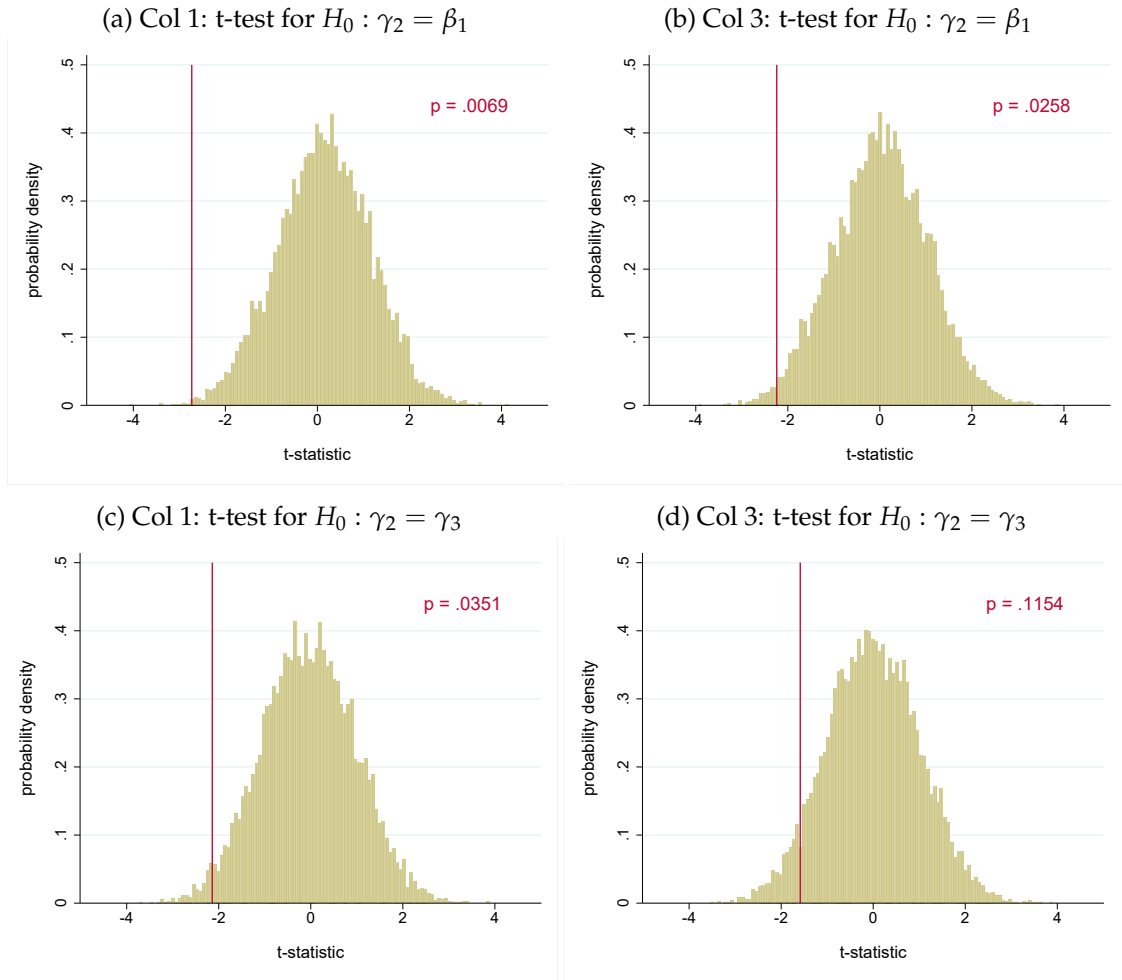 (a) Col 1: t-test for H₀ : γ₂ = β₁
.5
.4
.3
.2
.1
0
probability density
p = .0069
-4 -2 0 2 4
t-statistic
(b) Col 3: t-test for H₀ : γ₂ = β₁
.5
.4
.3
.2
.1
0
probability density
p = .0258
-4 -2 0 2 4
t-statistic
(c) Col 1: t-test for H₀ : γ₂ = γ₃
.5
.4
.3
.2
.1
0
probability density
p = .0351
-4 -2 0 2 4
t-statistic
(d) Col 3: t-test for H₀ : γ₂ = γ₃
.5
.4
.3
.2
.1
0
probability density
p = .1154
-4 -2 0 2 4
t-statistic